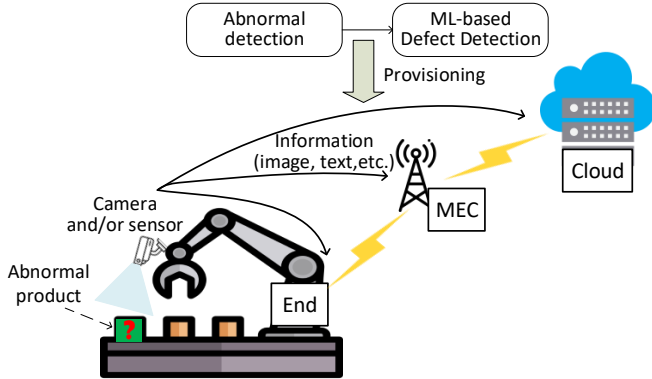 Abnormal
detection
ML-based
Defect Detection
Provisioning
Information
(image, text,etc.)
Cloud
MEC
Camera
and/or sensor
Abnormal
product
End
?